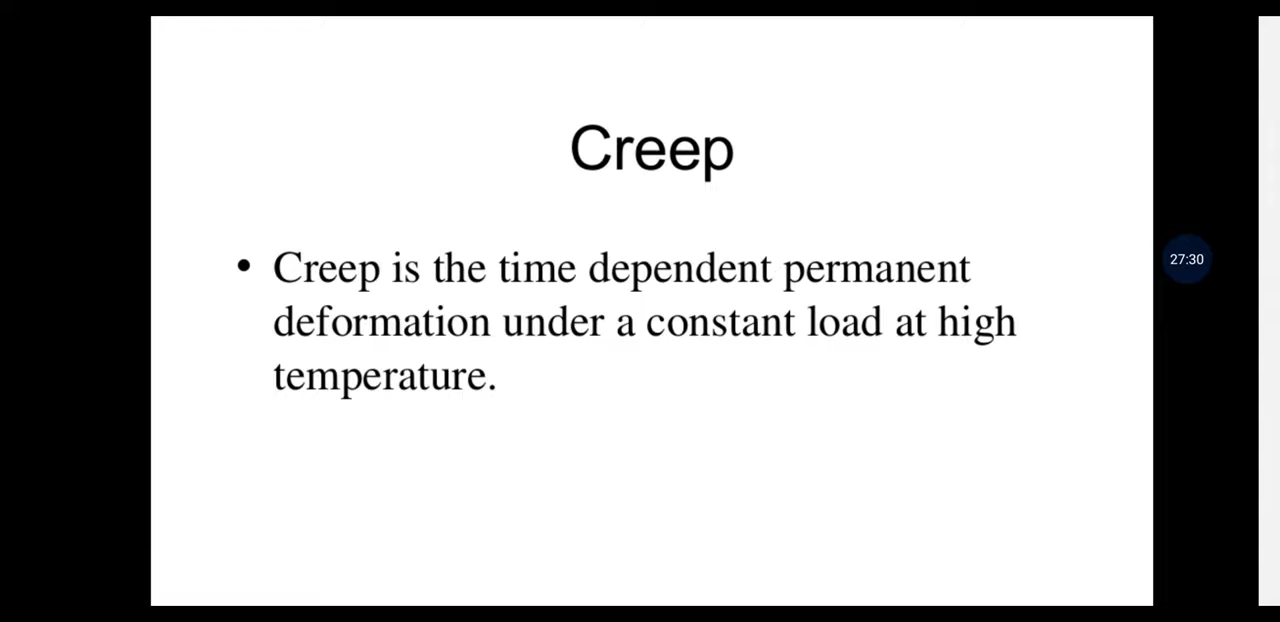 Creep
• Creep is the time dependent permanent
deformation under a constant load at high
temperature.
27:30